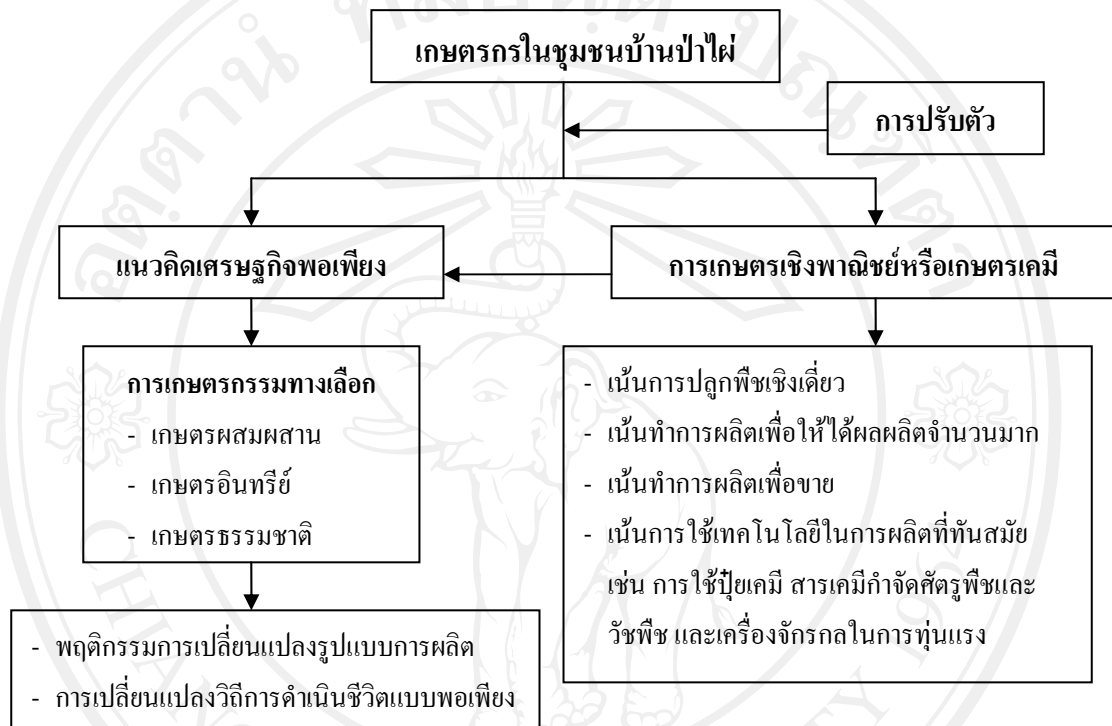 เกษตรกรในชุมชนบ้านป่าไผ่
การปรับตัว
แนวคิดเศรษฐกิจพอเพียง
การเกษตรเชิงพาณิชย์หรือเกษตรเคมี
การเกษตรกรรมทางเลือก
- เกษตรผสมผสาน
- เกษตรอินทรีย์
- เกษตรธรรมชาติ
- เน้นการปลูกพืชเชิงเดี่ยว
- เน้นทำการผลิตเพื่อให้ได้ผลผลิตจำนวนมาก
- เน้นทำการผลิตเพื่อขาย
- เน้นการใช้เทคโนโลยีในการผลิตที่ทันสมัย
เช่น การใช้ปุ๋ยเคมี สารเคมีกำจัดศัตรูพืชและ
วัชพืช และเครื่องจักรกลในการทุ่นแรง
- พฤติกรรมการเปลี่ยนแปลงรูปแบบการผลิต
- การเปลี่ยนแปลงวิถีการดำเนินชีวิตแบบพอเพียง